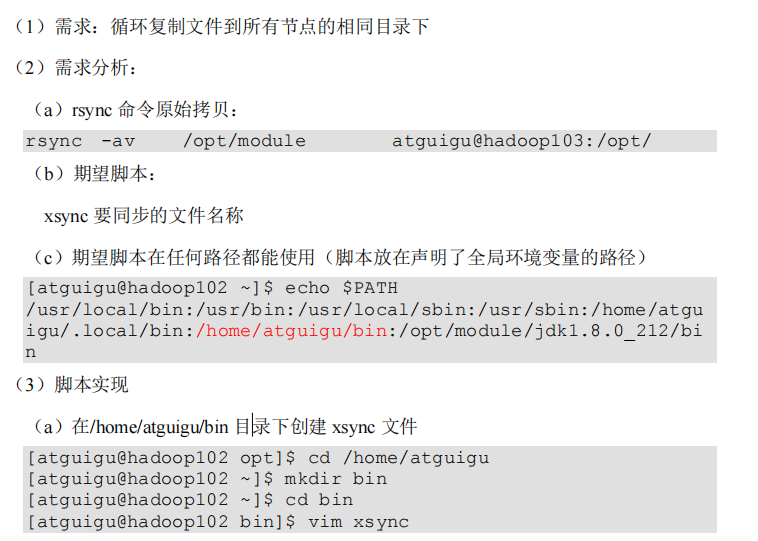 （1）需求：循环复制文件到所有节点的相同目录下
（2）需求分析：
（a）rsync 命令原始拷贝：
rsync -av /opt/module atguigu@hadoop103:/opt/
（b）期望脚本：
xsync 要同步的文件名称
（c）期望脚本在任何路径都能使用（脚本放在声明了全局环境变量的路径）
[atguigu@hadoop102 ~]$ echo $PATH
/usr/local/bin:/usr/bin:/usr/local/sbin:/usr/sbin:/home/atgu
igu/.local/bin:/home/atguigu/bin:/opt/module/jdk1.8.0_212/bi
n
（3）脚本实现
（a）在/home/atguigu/bin 目录下创建 xsync 文件
[atguigu@hadoop102 opt]$ cd /home/atguigu
[atguigu@hadoop102 ~]$ mkdir bin
[atguigu@hadoop102 ~]$ cd bin
[atguigu@hadoop102 bin]$ vim xsync